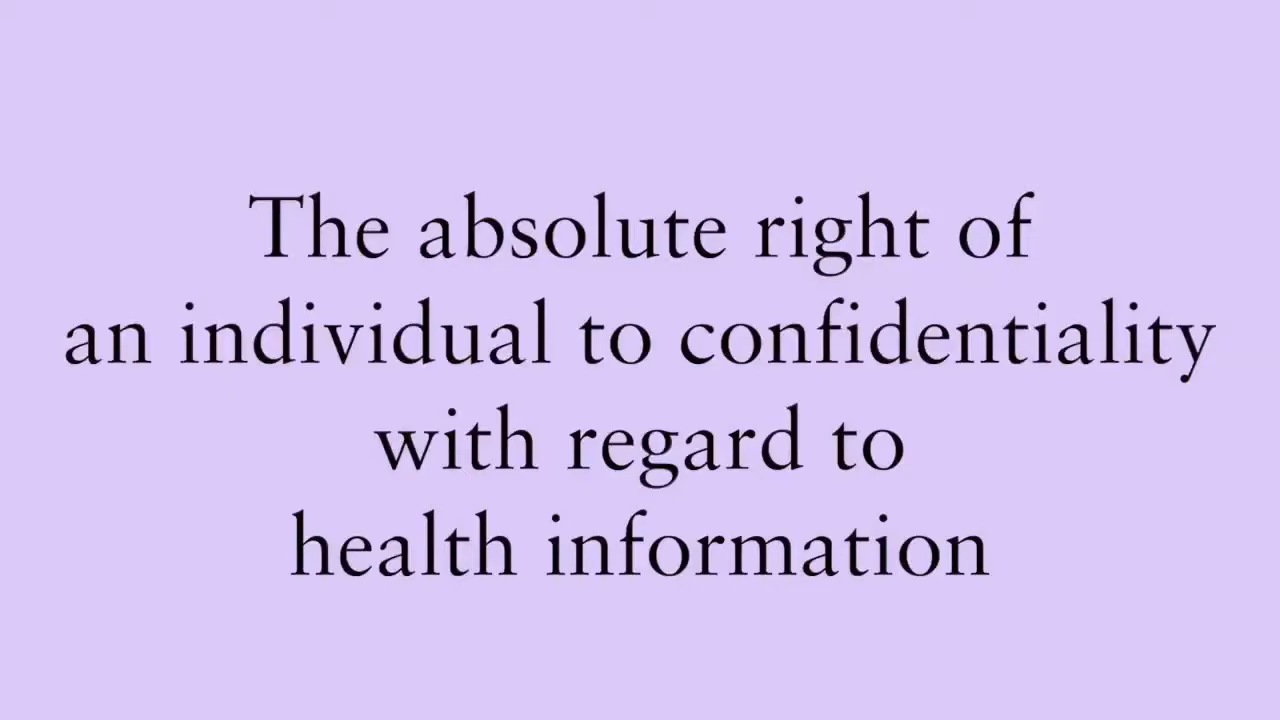 The absolute right of
an individual to confidentiality
with regard to
health information